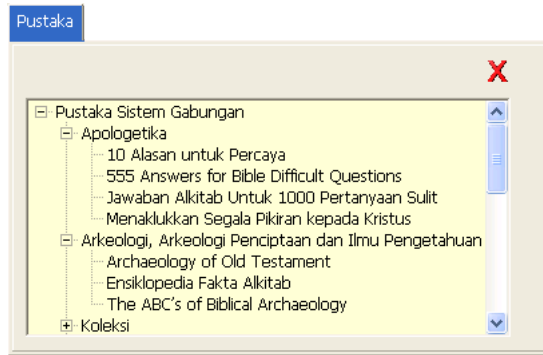 Pustaka
X
Pustaka Sistem Gabungan
Apologetika
10 Alasan untuk Percaya
555 Answers for Bible Difficult Questions
Jawaban Alkitab Untuk 1000 Pertanyaan Sulit
Menaklukkan Segala Pikiran kepada Kristus
Arkeologi, Arkeologi Penciptaan dan Ilmu Pengetahuan
Archaeology of Old Testament
Ensiklopedia Fakta Alkitab
The ABC's of Biblical Archaeology
Koleksi